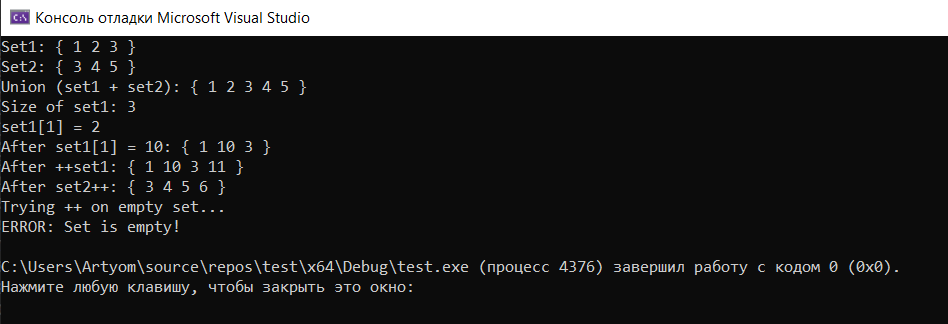 Консоль отладки Microsoft Visual Studio
Set1: { 1 2 3 }
Set2: { 3 4 5 }
Union (set1 + set2): { 1 2 3 4 5 }
Size of set1: 3
set1[1] = 2
After set1[1] = 10: { 1 10 3 }
After ++set1: { 1 10 3 11 }
After set2++: { 3 4 5 6 }
Trying ++ on empty set...
ERROR: Set is empty!
C:\Users\Artyom\source\repos\test\x64\Debug\test.exe (процесс 4376) завершил работу с кодом 0 (0x0).
Нажмите любую клавишу, чтобы закрыть это окно: